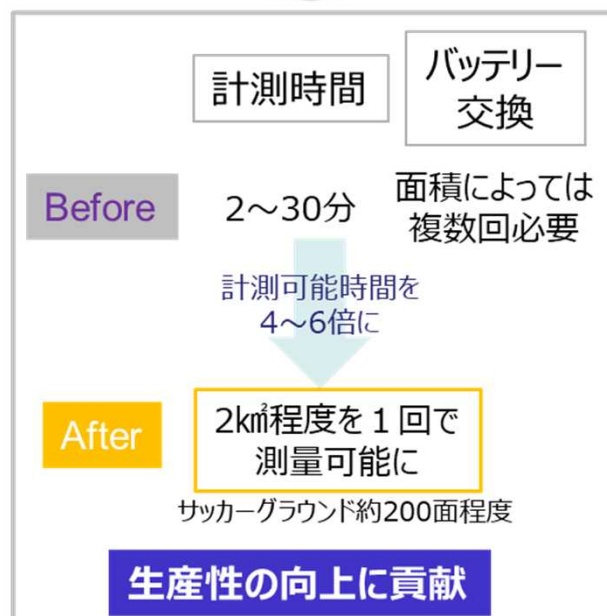 計測時間
バッテリー
交換
Before
2～30分
面積によっては
複数回必要
計測可能時間を
4～6倍に
After
2k㎡程度を１回で
測量可能に
サッカーグラウンド約200面程度
生産性の向上に貢献